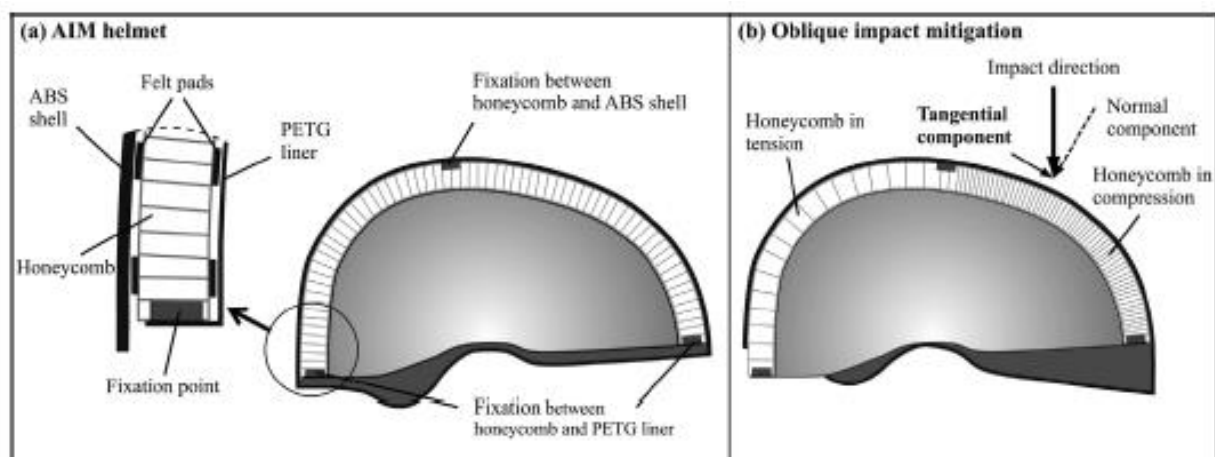 (a) AIM helmet
Felt pads
ABS
shell
PETG
liner
Honeycomb
Fixation point
Fixation between
honeycomb and ABS shell
Fixation between
honeycomb and PETG liner
(b) Oblique impact mitigation
Impact direction
Tangential
component
Normal
component
Honeycomb in
tension
Honeycomb in
compression